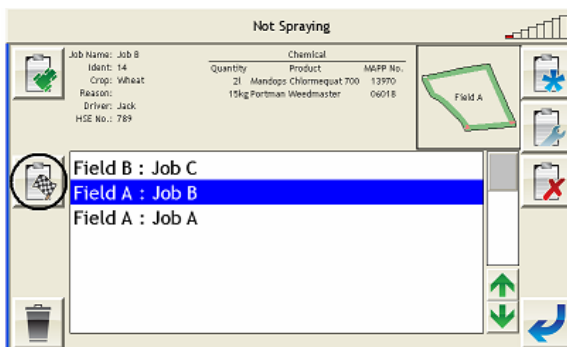 Not Spraying
Job Name: Job B
Ident: 14
Crop: Wheat
Reason:
Driver: Jack
HSE No.: 789
Chemical
Quantity Product MAPP No.
2l Mandops Chlormequat 700 13970
15kg Portman Weedmaster 06018
Field A
Field B : Job C
Field A : Job B
Field A : Job A